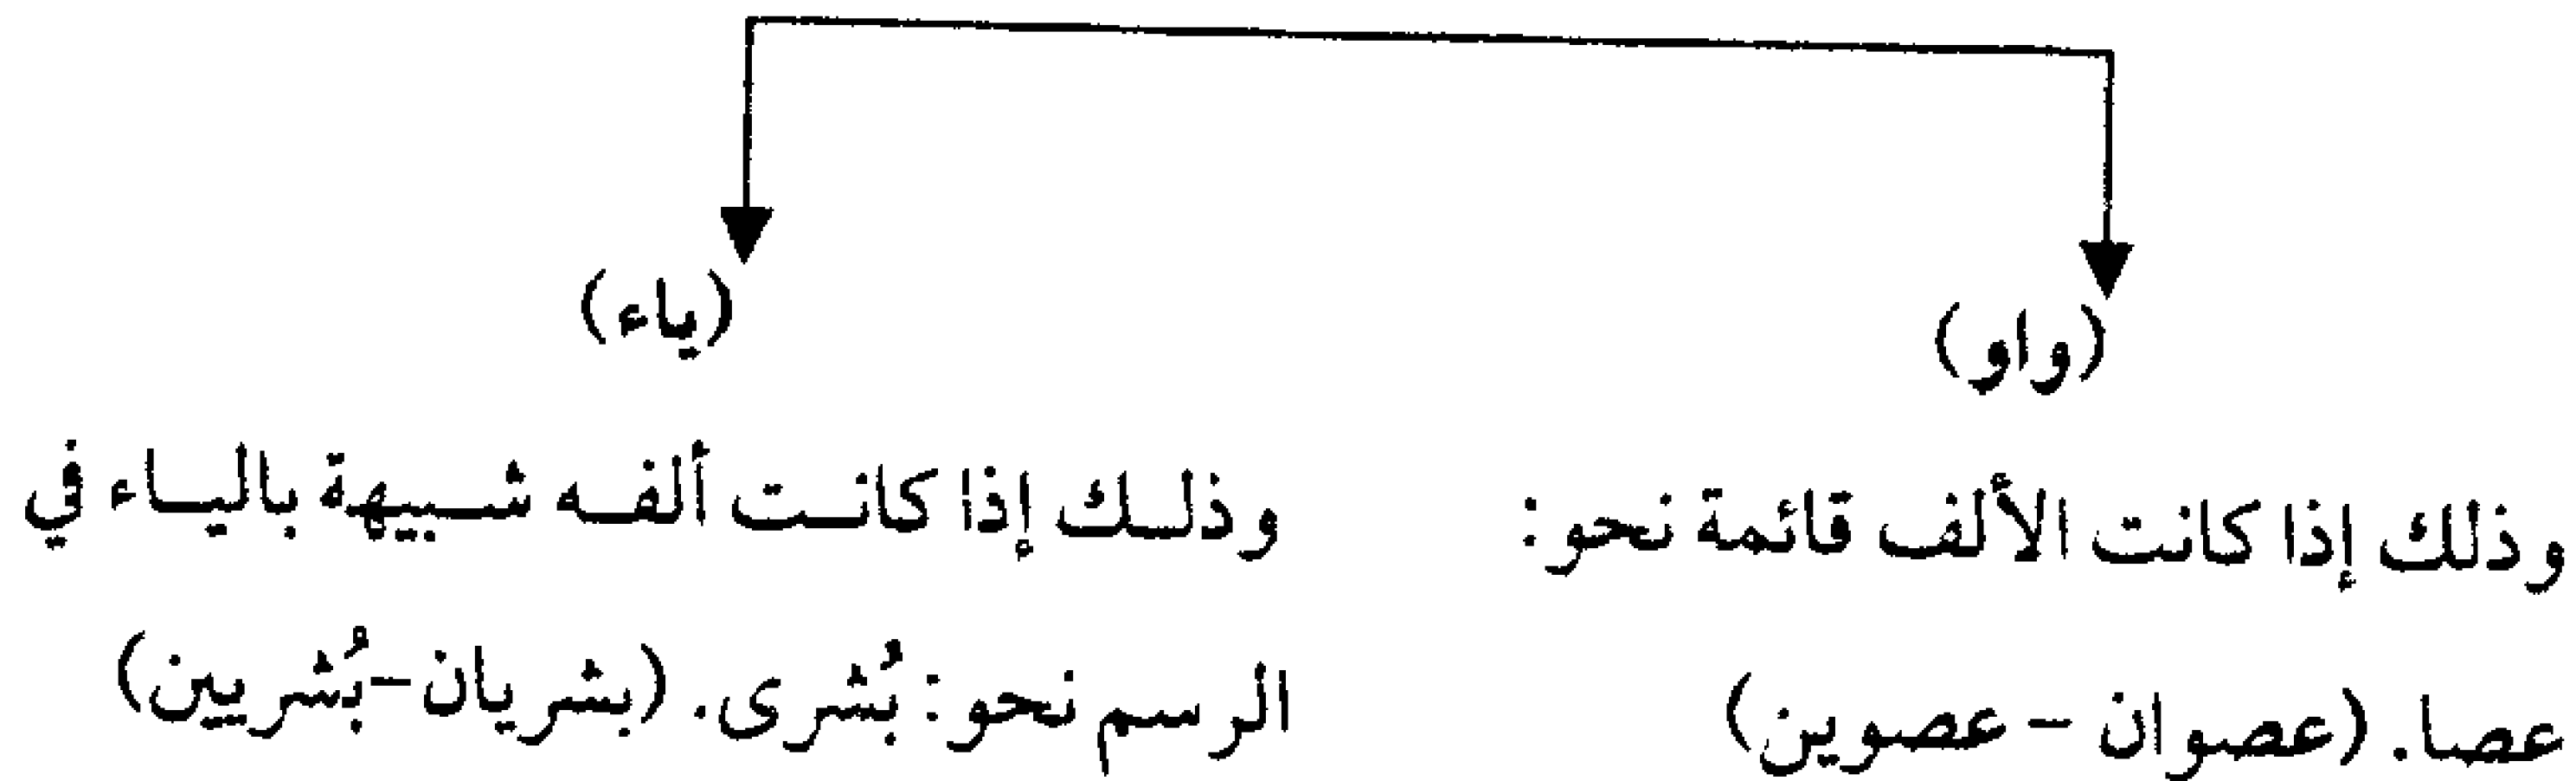 (واو)
وذلك إذا كانت الألف قائمة نحو:
عصا. (عصوان – عصوين)
(ياء)
وذلك إذا كانت ألفه شبيهة بالياء في
الرسم نحو: بُشرى. (بشريان-بُشريين)